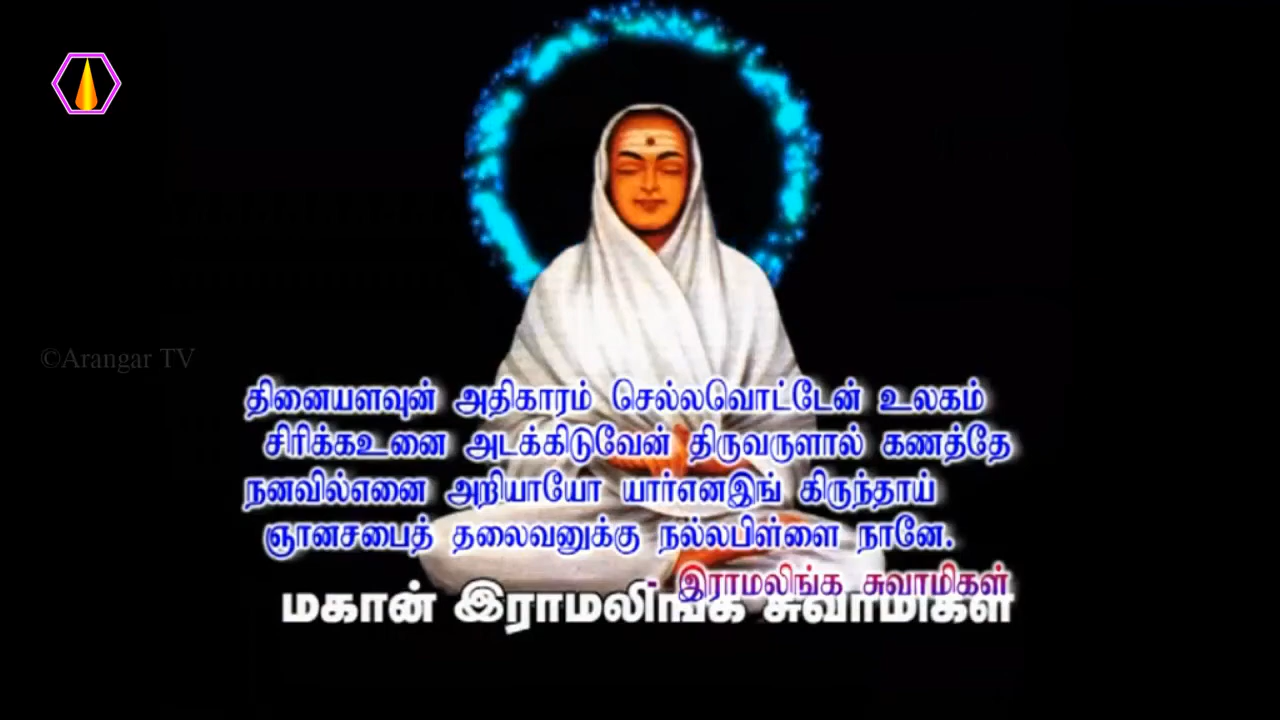 ©Arangar TV
தினையளவுன் அதிகாரம் செல்லவொட்டேன் உலகம்
சிரிக்கஉனை அடக்கிடுவேன் திருவருளால் கணத்தே
நனவில்எனை அறியாயோ யார்எனஇங் கிருந்தாய்
ஞானசபைத் தலைவனுக்கு நல்லபிள்ளை நானே.
- இராமலிங்க சுவாமிகள்
மகான் இராமலிங்க சுவாமிகள்